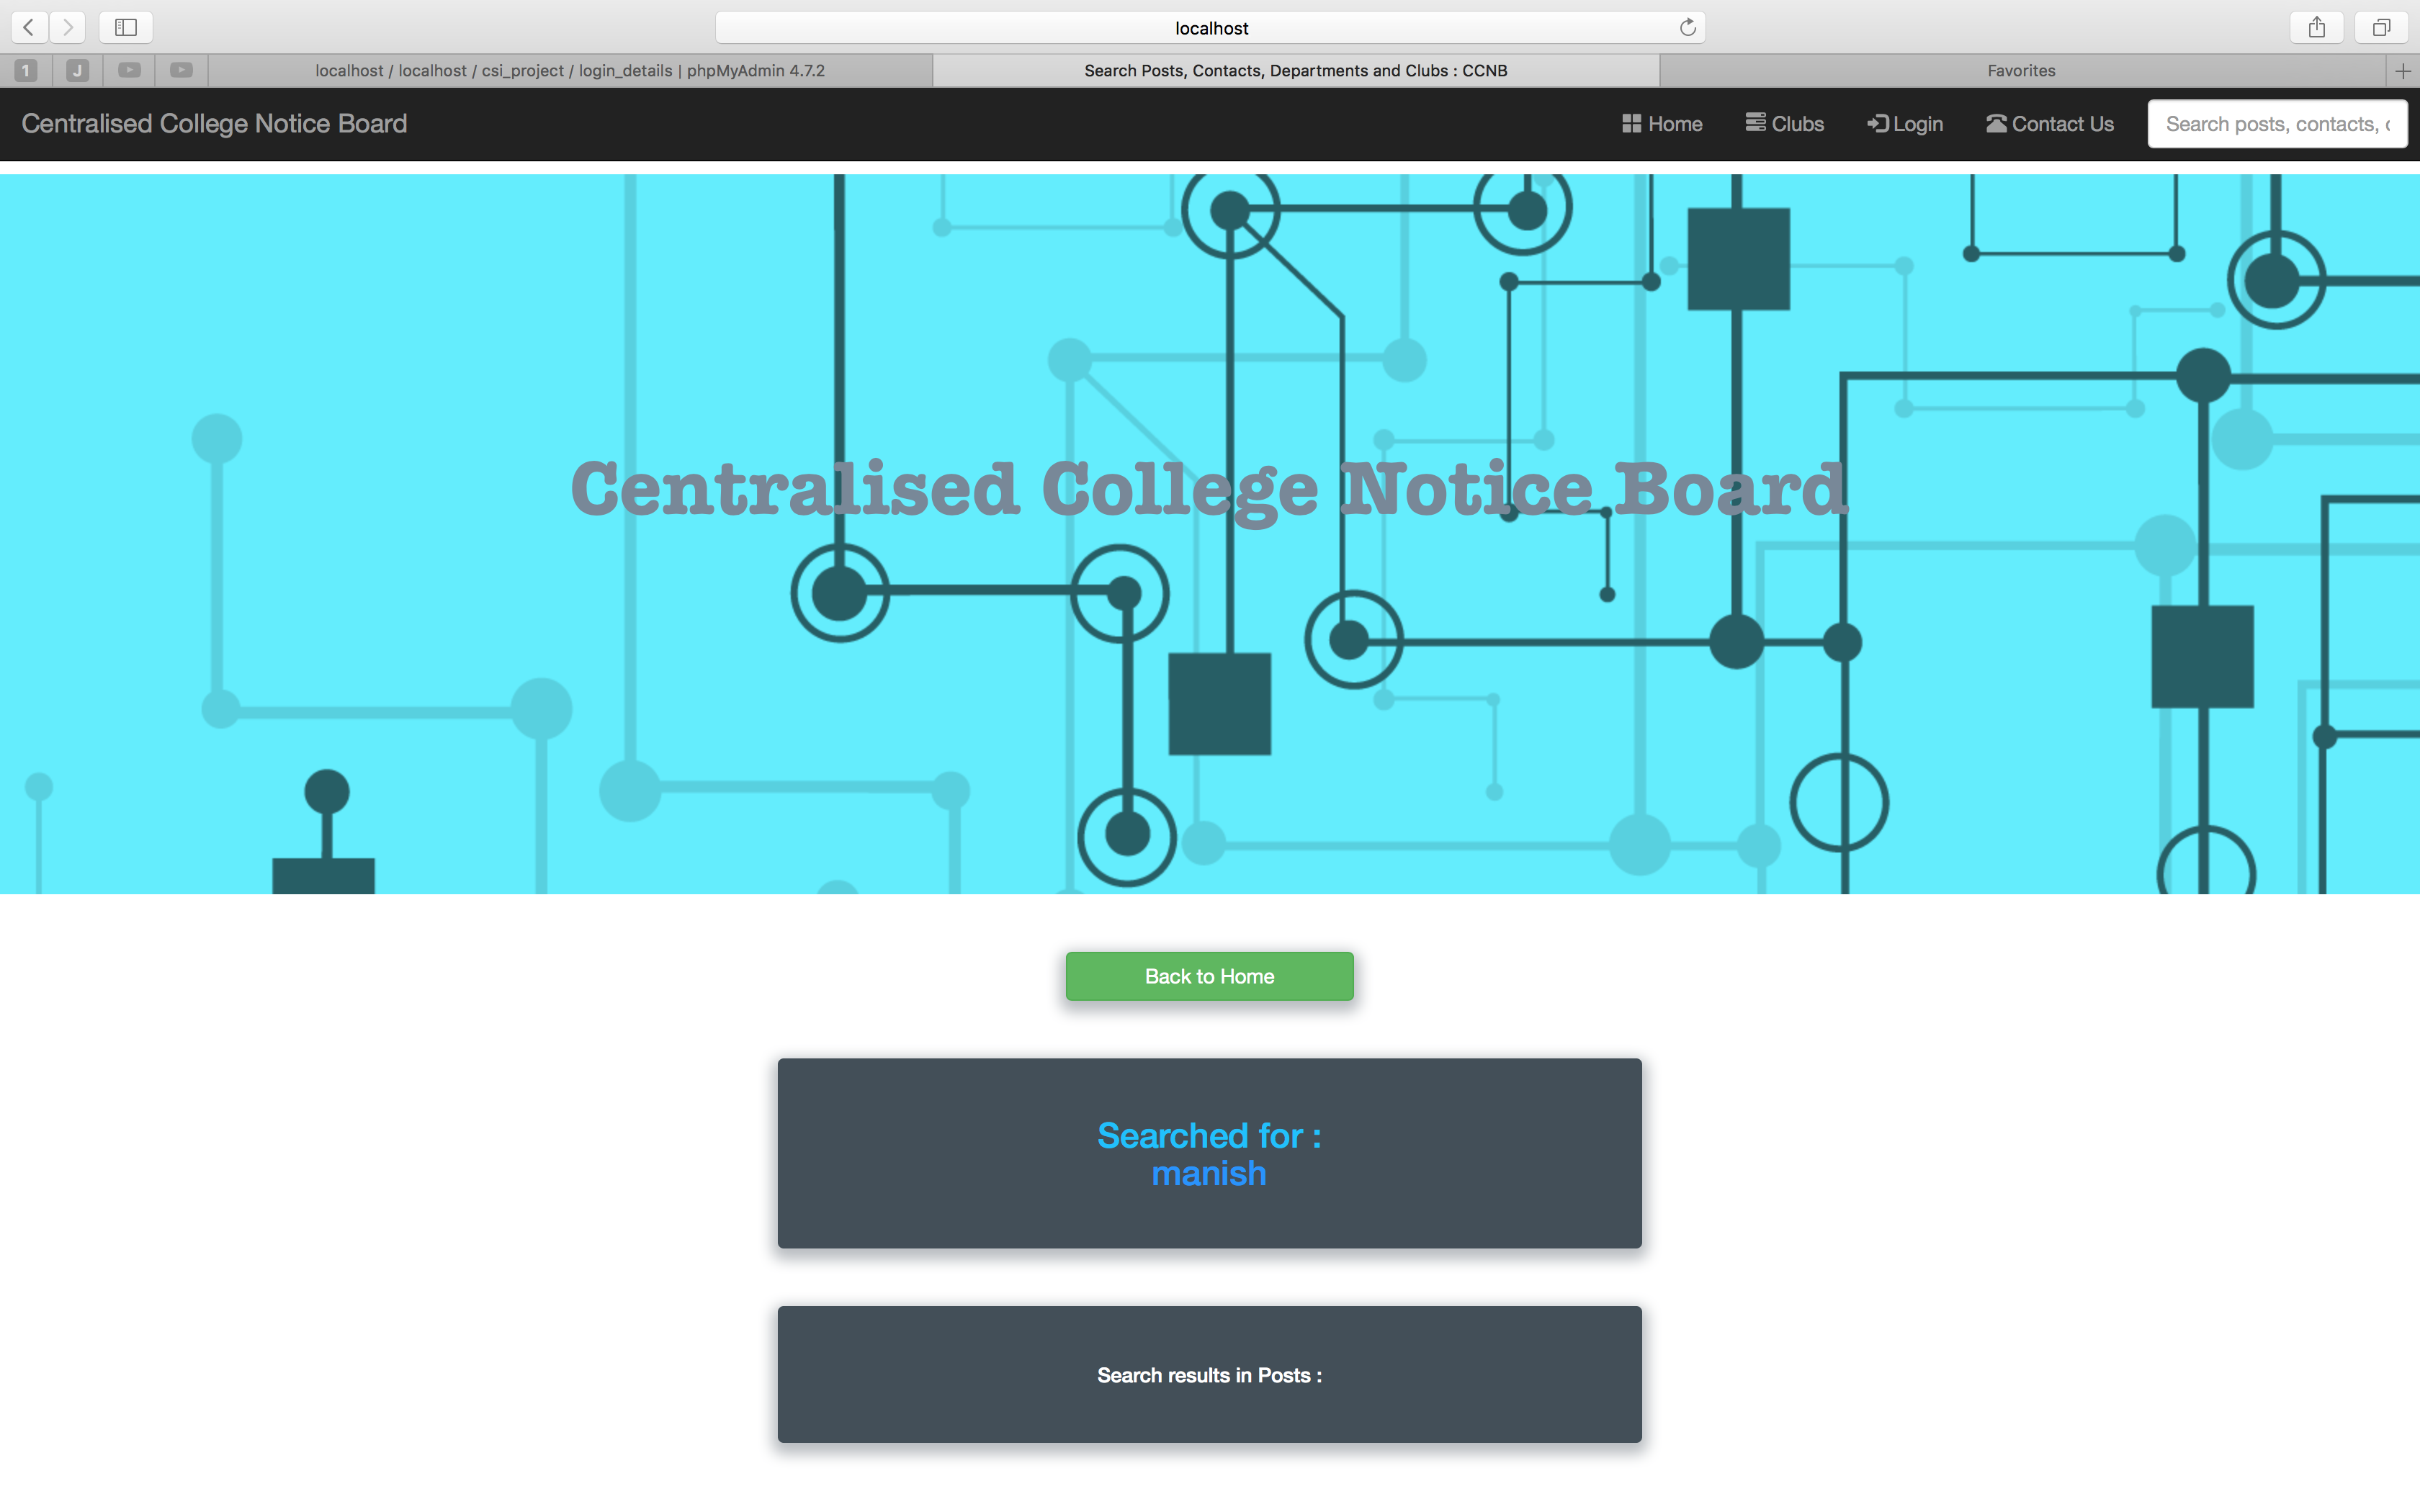 localhost
1
J
localhost / localhost / csi_project / login_details | phpMyAdmin 4.7.2
Search Posts, Contacts, Departments and Clubs : CCNB
Favorites
Centralised College Notice Board
Home
Clubs
Login
Contact Us
Search posts, contacts,
Centralised College Notice Board
Back to Home
Searched for :
manish
Search results in Posts :